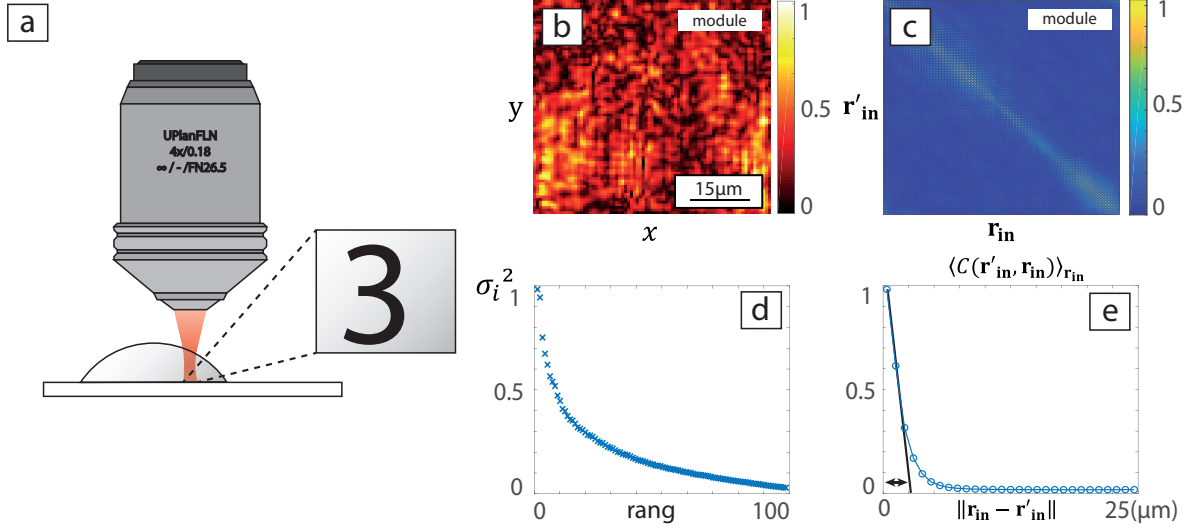 a
UPlanFLN
4x/0.18
∞/-/FN26.5
3
b
module
y
15µm
x
1
0.5
0
c
module
r′in
rin
1
0.5
0
d
σi²
1
0.5
0
0
rang
100
e
⟨C(r′in, rin)⟩rin
1
0.5
0
0
‖rin − r′in‖
25(µm)